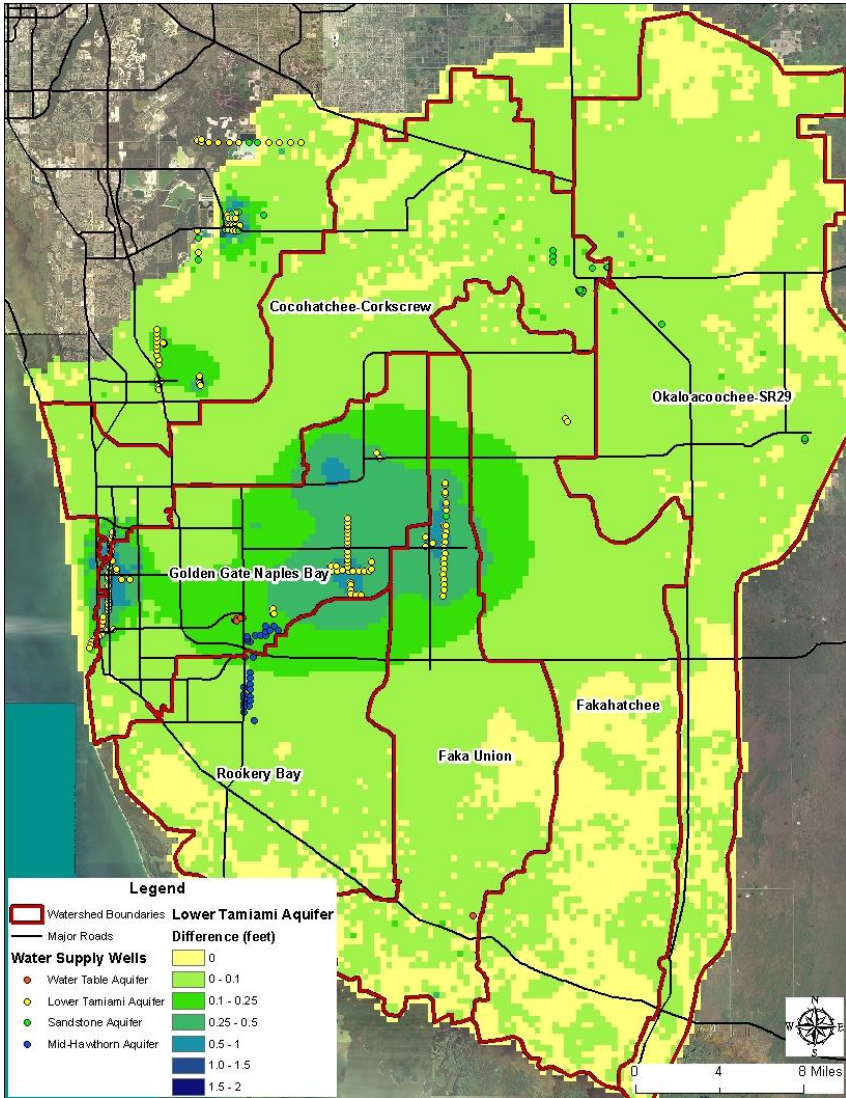 Cocohatchee-Corkscrew
Okaloacoochee-SR29
Golden Gate Naples Bay
Fakahatchee
Faka Union
Rookery Bay
Legend
Watershed Boundaries
Major Roads
Water Supply Wells
Water Table Aquifer
Lower Tamiami Aquifer
Sandstone Aquifer
Mid-Hawthorn Aquifer
Lower Tamiami Aquifer
Difference (feet)
0
0 - 0.1
0.1 - 0.25
0.25 - 0.5
0.5 - 1
1.0 - 1.5
1.5 - 2
N
W
E
S
0 4 8 Miles